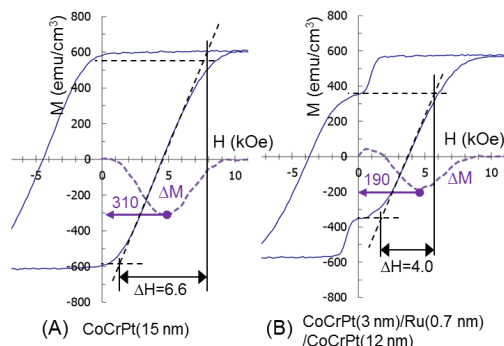 800
600
400
200
0
-200
-400
-600
-800
M (emu/cm³)
H (kOe)
310
ΔM
ΔH=6.6
0 5 10
(A) CoCrPt(15 nm)
800
600
400
200
0
-200
-400
-600
-800
M (emu/cm³)
H (kOe)
190
ΔM
ΔH=4.0
0 5 10
(B) CoCrPt(3 nm)/Ru(0.7 nm)
/CoCrPt(12 nm)